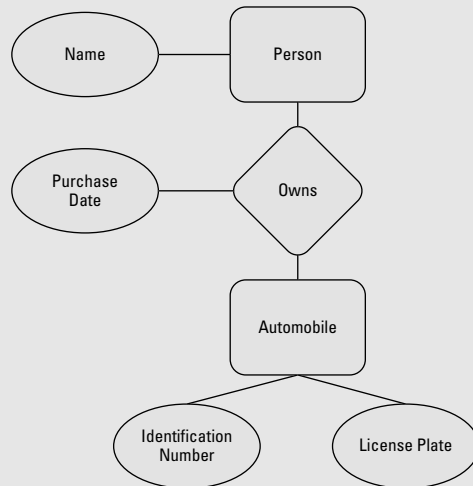 Name
Person
Purchase
Date
Owns
Automobile
Identification
Number
License Plate